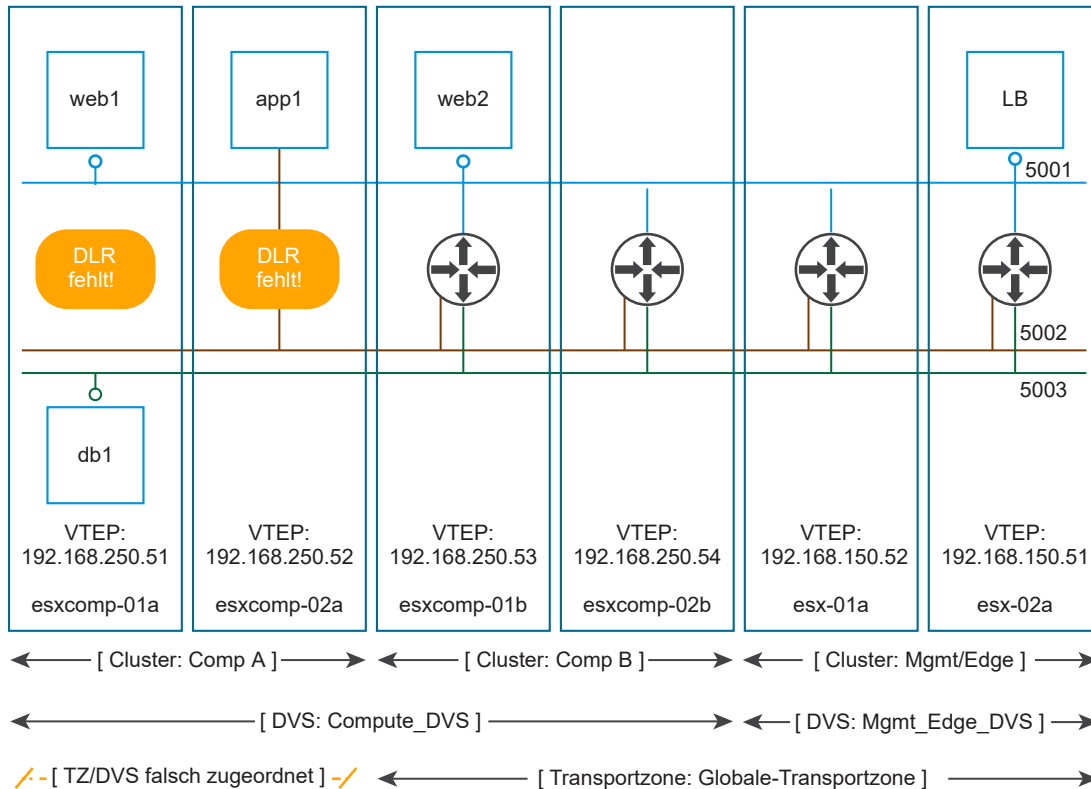 web1
app1
web2
LB
5001
DLR
fehlt!
DLR
fehlt!
5002
5003
db1
VTEP:
192.168.250.51
VTEP:
192.168.250.52
VTEP:
192.168.250.53
VTEP:
192.168.250.54
VTEP:
192.168.150.52
VTEP:
192.168.150.51
esxcomp-01a
esxcomp-02a
esxcomp-01b
esxcomp-02b
esx-01a
esx-02a
[ Cluster: Comp A ]
[ Cluster: Comp B ]
[ Cluster: Mgmt/Edge ]
[ DVS: Compute_DVS ]
[ DVS: Mgmt_Edge_DVS ]
[ TZ/DVS falsch zugeordnet ]
[ Transportzone: Globale-Transportzone ]